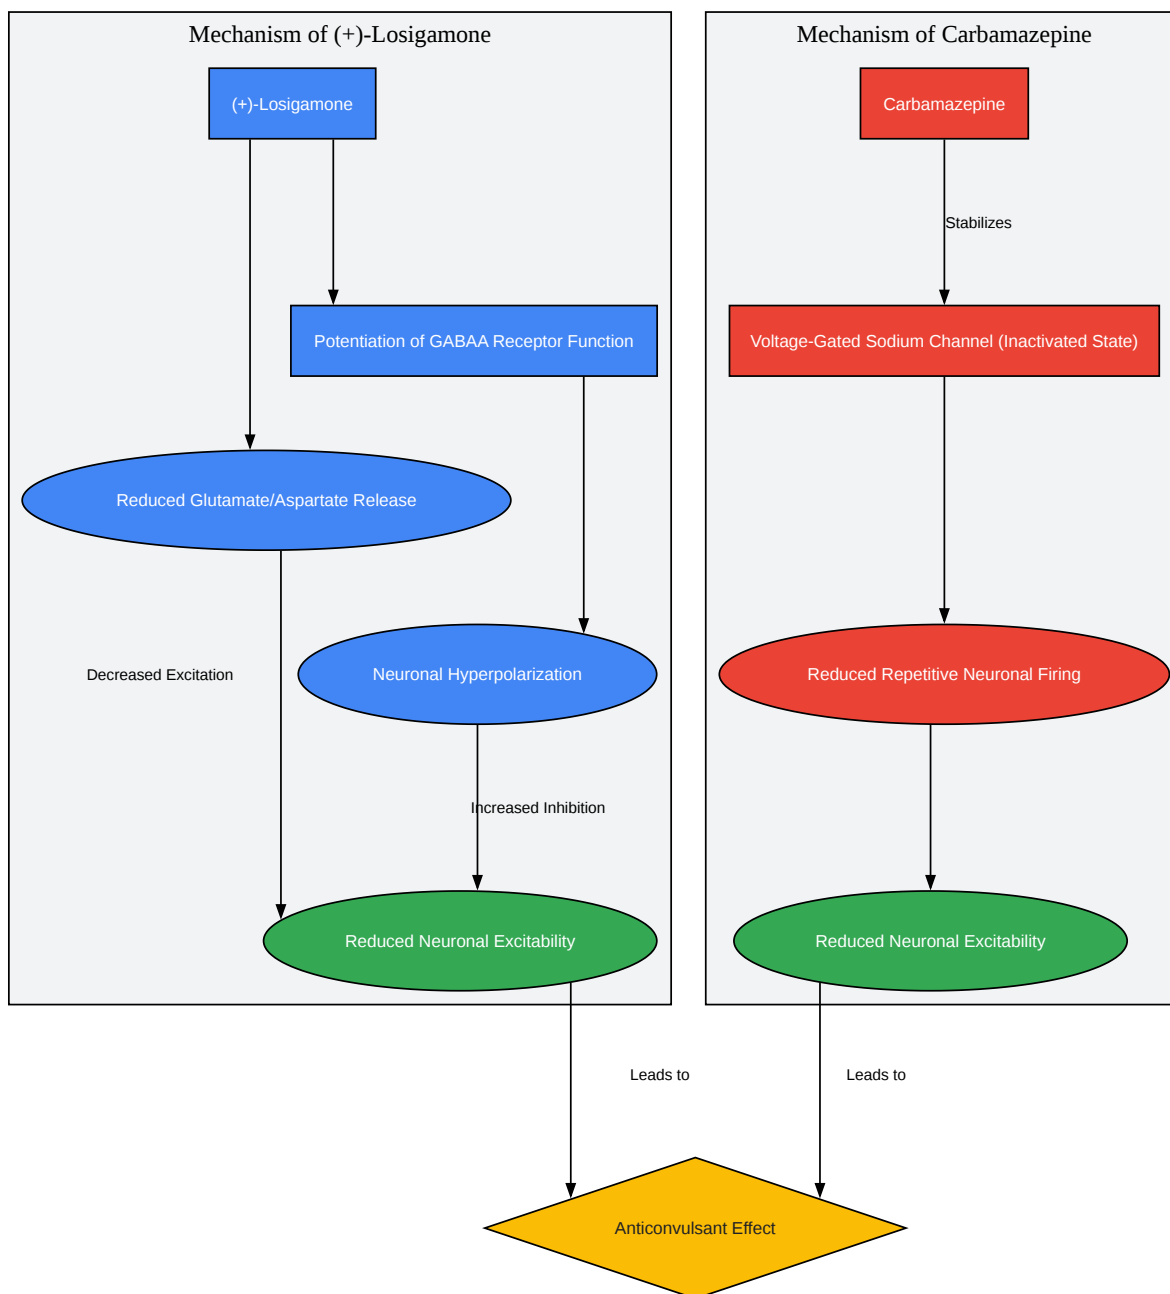 Mechanism of (+)-Losigamone
(+)-Losigamone
Potentiation of GABAA Receptor Function
Reduced Glutamate/Aspartate Release
Decreased Excitation
Neuronal Hyperpolarization
Increased Inhibition
Reduced Neuronal Excitability
Mechanism of Carbamazepine
Carbamazepine
Stabilizes
Voltage-Gated Sodium Channel (Inactivated State)
Reduced Repetitive Neuronal Firing
Reduced Neuronal Excitability
Leads to
Leads to
Anticonvulsant Effect